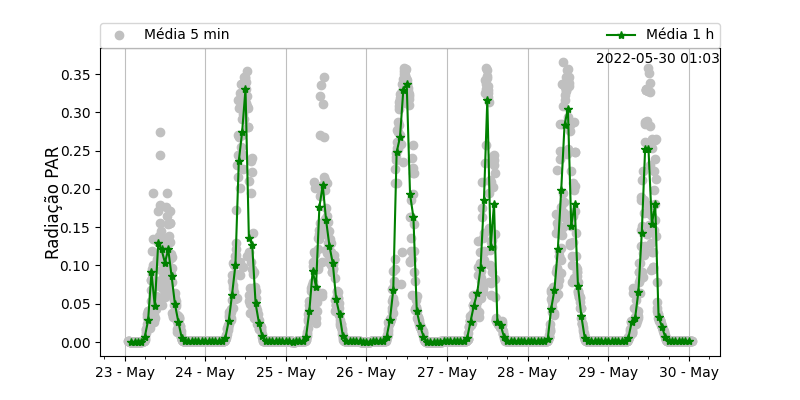 Média 5 min
Média 1 h
2022-05-30 01:03
Radiação PAR
0.35
0.30
0.25
0.20
0.15
0.10
0.05
0.00
23 - May
24 - May
25 - May
26 - May
27 - May
28 - May
29 - May
30 - May